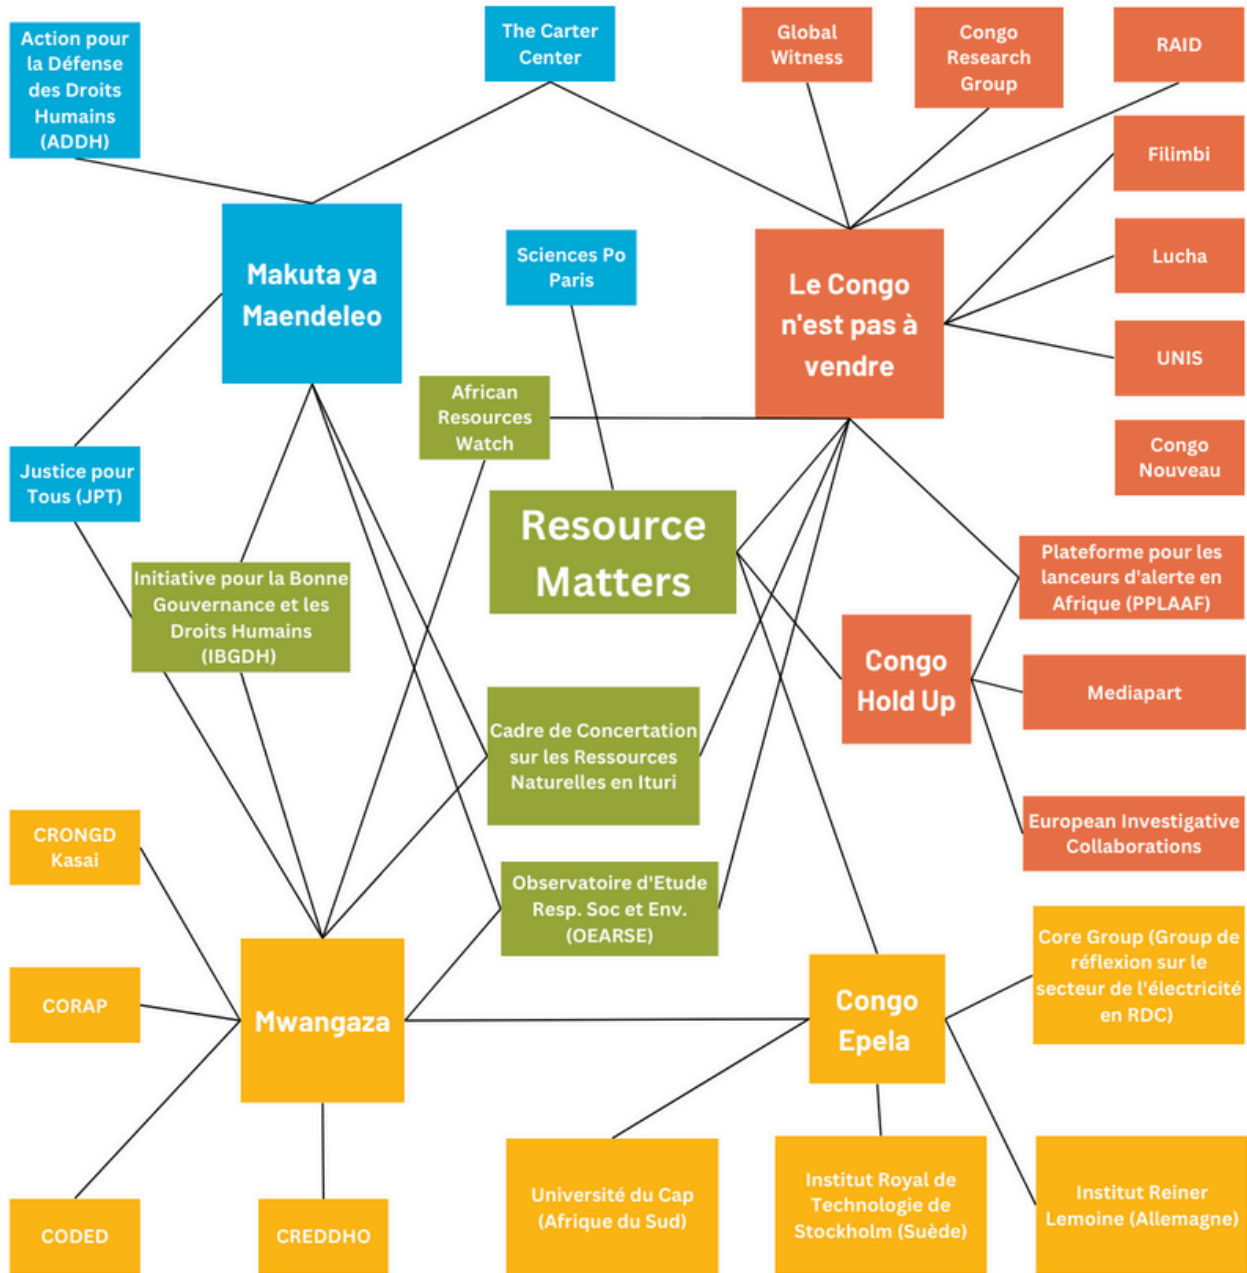 Action pour
la Défense
des Droits
Humains
(ADDH)
The Carter
Center
Global
Witness
Congo
Research
Group
RAID
Filimbi
Makuta ya
Maendeleo
Sciences Po
Paris
Le Congo
n'est pas à
vendre
Lucha
UNIS
African
Resources
Watch
Congo
Nouveau
Justice pour
Tous (JPT)
Resource
Matters
Initiative pour la Bonne
Gouvernance et les
Droits Humains
(IBGDH)
Plateforme pour les
lanceurs d'alerte en
Afrique (PPLAAF)
Congo
Hold Up
Mediapart
Cadre de Concertation
sur les Ressources
Naturelles en Ituri
European Investigative
Collaborations
CRONGD
Kasai
Observatoire d'Etude
Resp. Soc et Env.
(OEARSE)
Core Group (Group de
réflexion sur le
secteur de l'électricité
en RDC)
CORAP
Mwangaza
Congo
Epela
CODED
CREDDHO
Université du Cap
(Afrique du Sud)
Institut Royal de
Technologie de
Stockholm (Suède)
Institut Reiner
Lemoine (Allemagne)